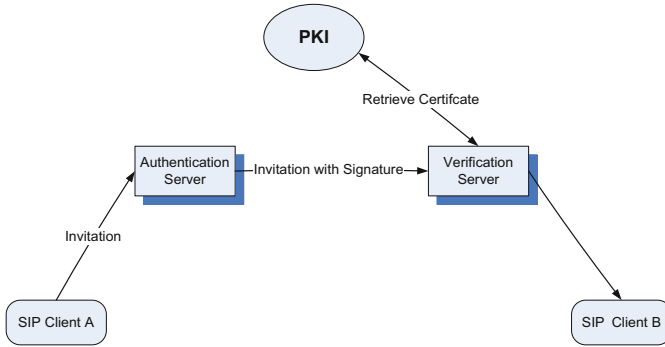 PKI
Retrieve Certifcate
Authentication
Server
Invitation with Signature
Verification
Server
Invitation
SIP Client A
SIP Client B